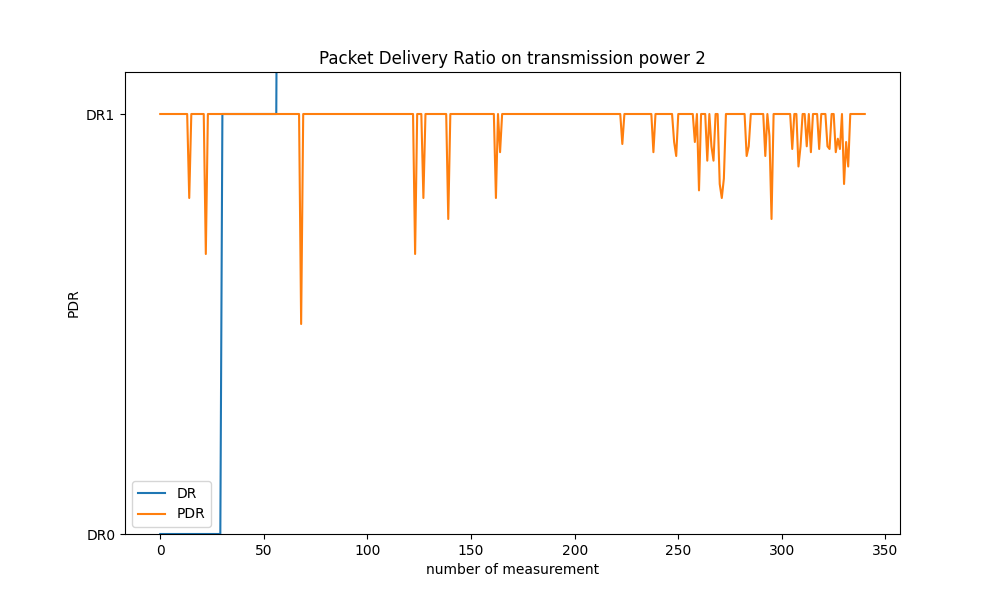 Packet Delivery Ratio on transmission power 2
DR1
PDR
DR0
DR
PDR
0 50 100 150 200 250 300 350
number of measurement